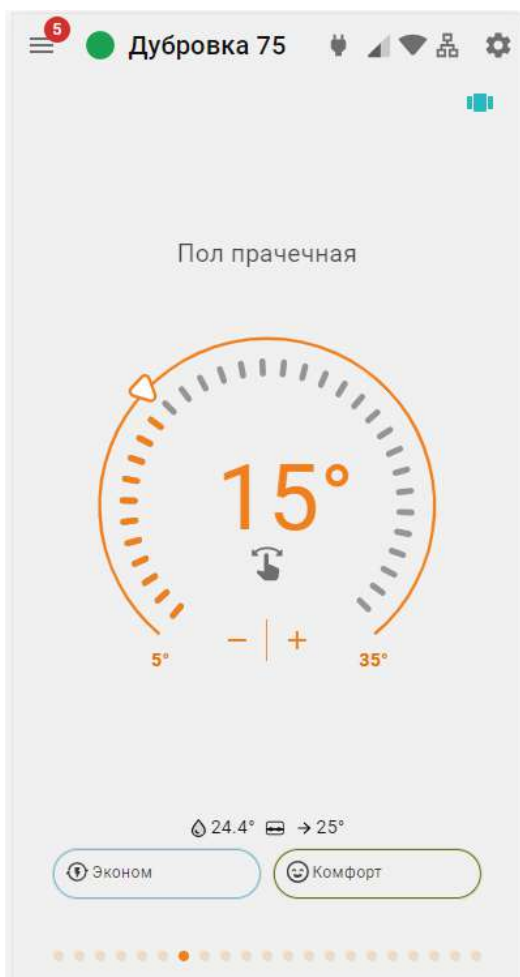 5
Дубровка 75
Пол прачечная
15°
− | +
5° 35°
24.4° → 25°
Эконом Комфорт